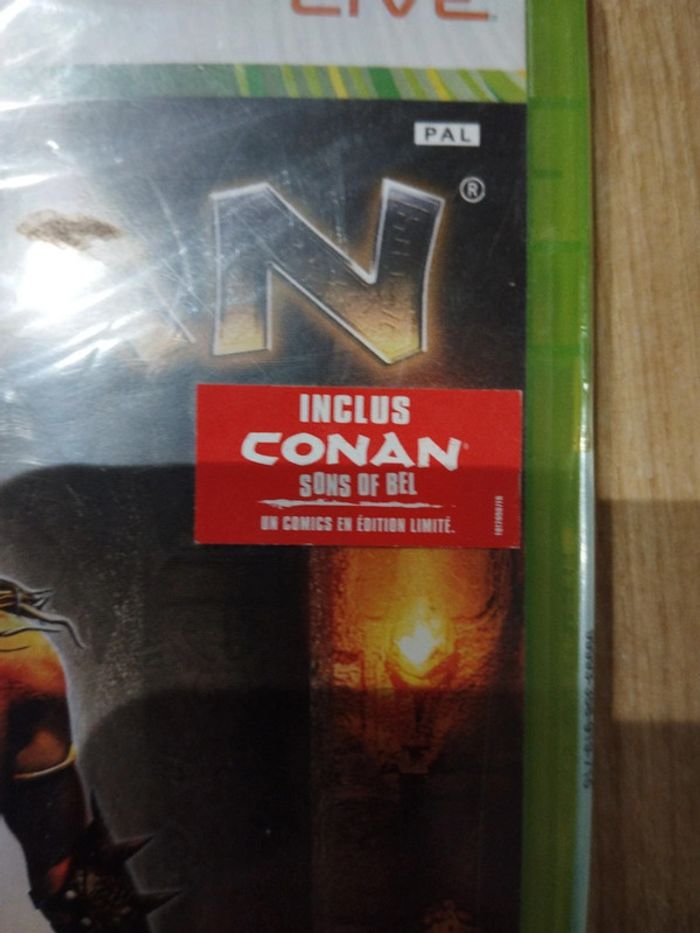 LIVE
PAL
N®
INCLUS
CONAN
SONS OF BEL
UN COMICS EN ÉDITION LIMITÉ.